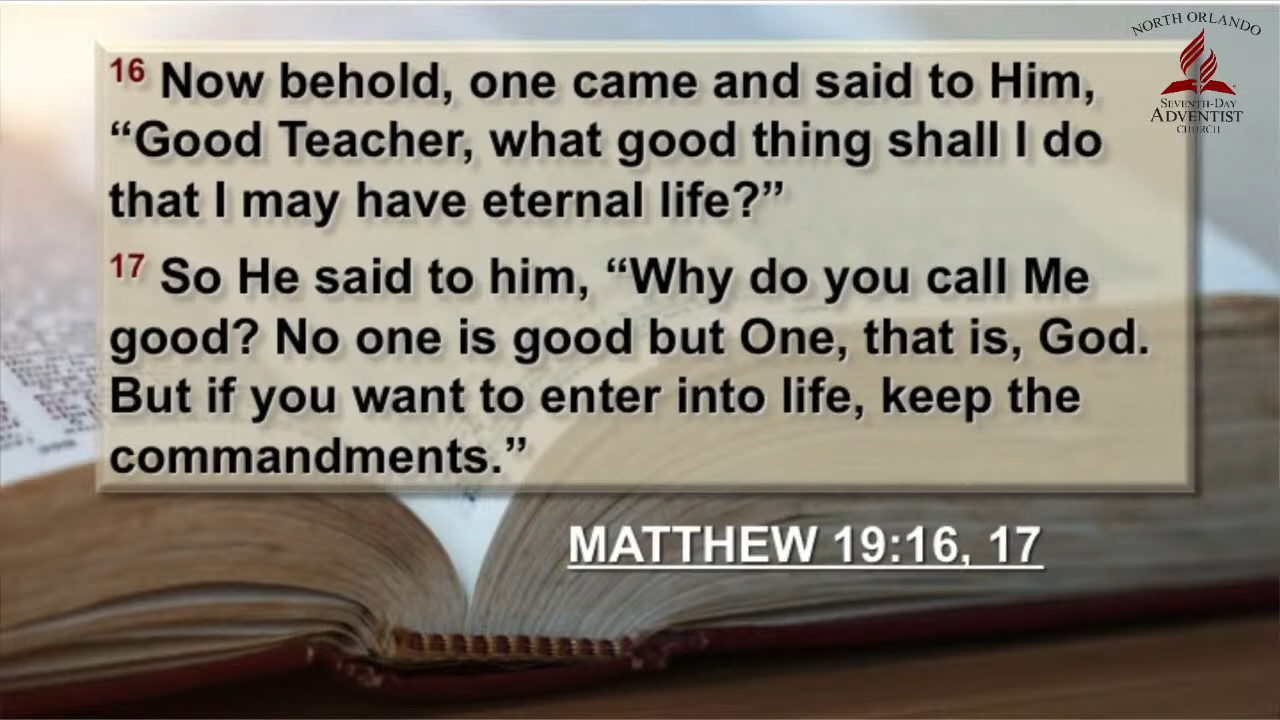 NORTH ORLANDO
SEVENTH-DAY
ADVENTIST
CHURCH
16 Now behold, one came and said to Him,
“Good Teacher, what good thing shall I do
that I may have eternal life?”
17 So He said to him, “Why do you call Me
good? No one is good but One, that is, God.
But if you want to enter into life, keep the
commandments.”
MATTHEW 19:16, 17